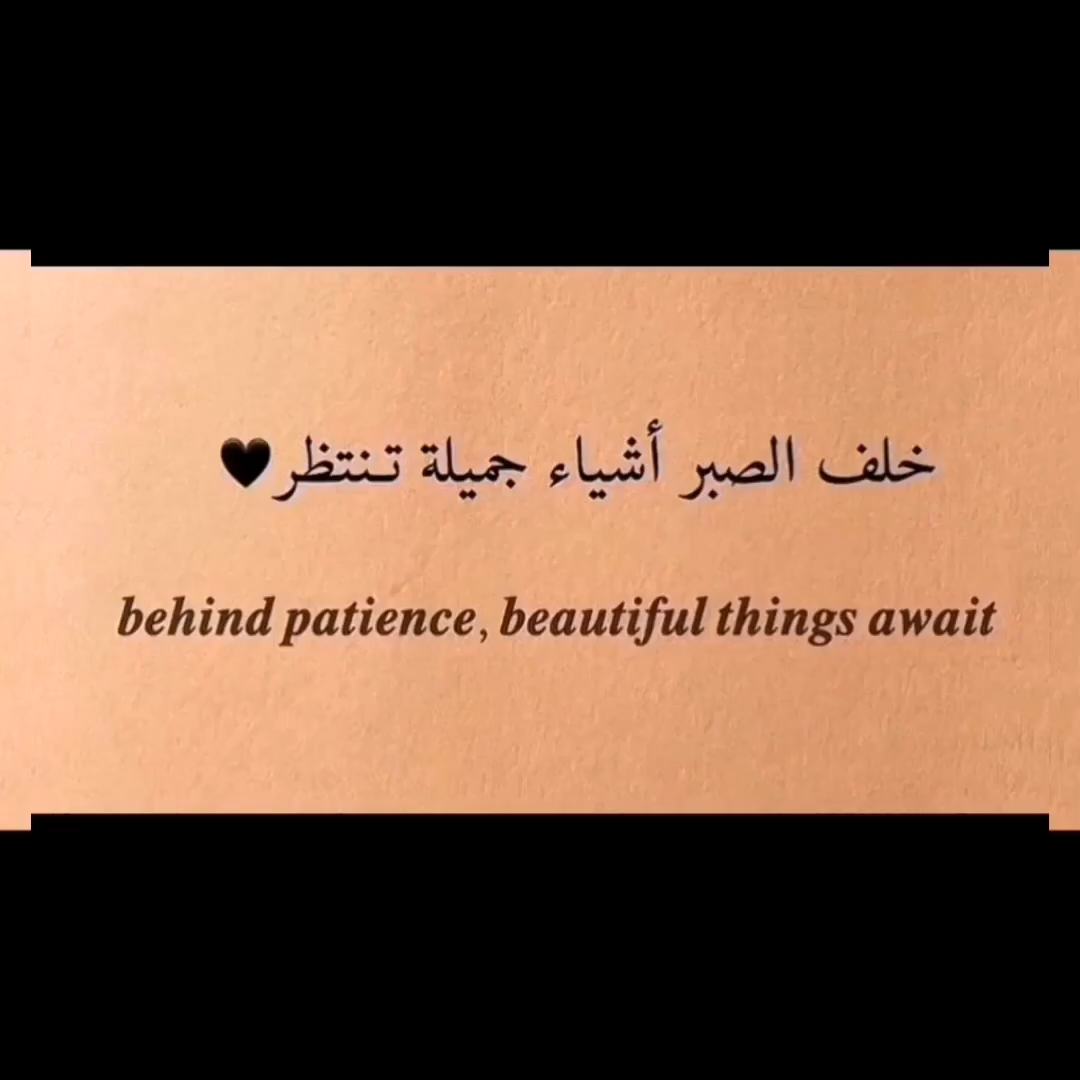 خلف الصبر أشياء جميلة تـنتظر🖤
behind patience, beautiful things await